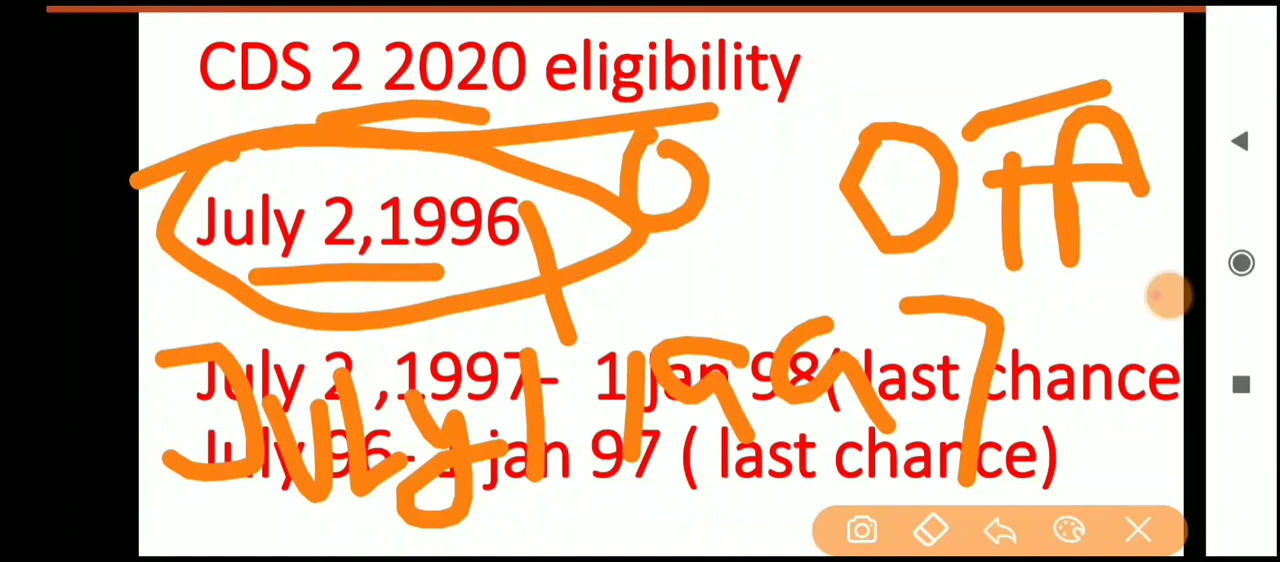 CDS 2 2020 eligibility
O OTA
July 2,1996
July 2 ,1997- 1 jan 98( last chance
July 96- 1 jan 97 ( last chance)
July 1 1997